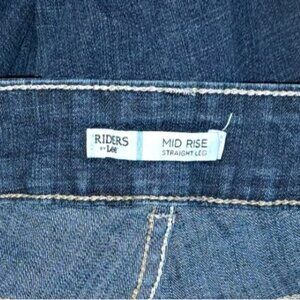 RIDERS
BY Lee
MID RISE
STRAIGHT LEG